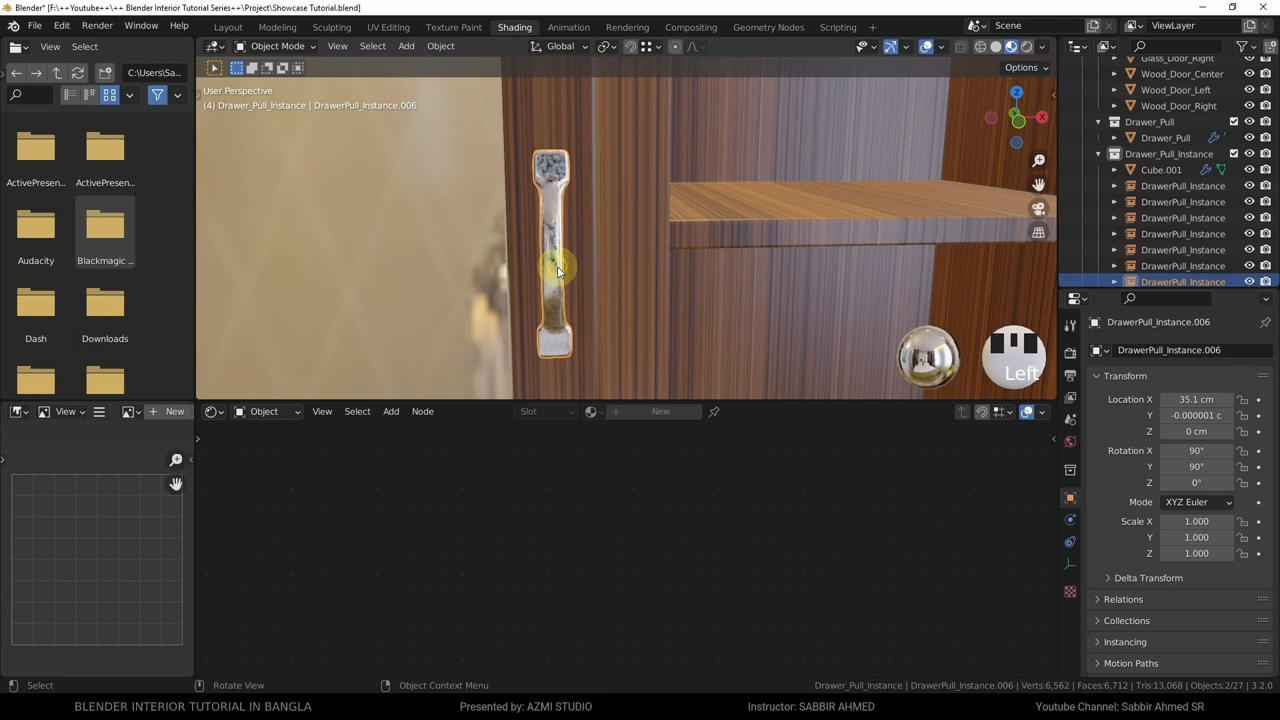 Blender* [F:\++Youtube++\++ Blender Interior Tutorial Series++\Project\Showcase Tutorial.blend]
File Edit Render Window Help Layout Modeling Sculpting UV Editing Texture Paint Shading Animation Rendering Compositing Geometry Nodes Scripting Scene ViewLayer
View Select Object Mode View Select Add Object Global
C:\Users\Sa... Options
User Perspective
(4) Drawer_Pull_Instance | DrawerPull_Instance.006
X
Z
ActivePresen... ActivePresen...
Audacity Blackmagic ...
Dash Downloads
Glass_Door_Right
Wood_Door_Center
Wood_Door_Left
Wood_Door_Right
Drawer_Pull
Drawer_Pull
Drawer_Pull_Instance
Cube.001
DrawerPull_Instance
DrawerPull_Instance
DrawerPull_Instance
DrawerPull_Instance
DrawerPull_Instance
DrawerPull_Instance
DrawerPull_Instance
Left
DrawerPull_Instance.006
DrawerPull_Instance.006
Transform
Location X 35.1 cm
Y -0.000001 c
Z 0 cm
Rotation X 90°
Y 90°
Z 0°
Mode XYZ Euler
Scale X 1.000
Y 1.000
Z 1.000
Delta Transform
Relations
Collections
Instancing
Motion Paths
View New Object View Select Add Node Slot New
Select Rotate View Object Context Menu Drawer_Pull_Instance | DrawerPull_Instance.006 | Verts:6,562 | Faces:6,712 | Tris:13,068 | Objects:2/27 | 3.2.0
BLENDER INTERIOR TUTORIAL IN BANGLA Presented by: AZMI STUDIO Instructor: SABBIR AHMED Youtube Channel: Sabbir Ahmed SR